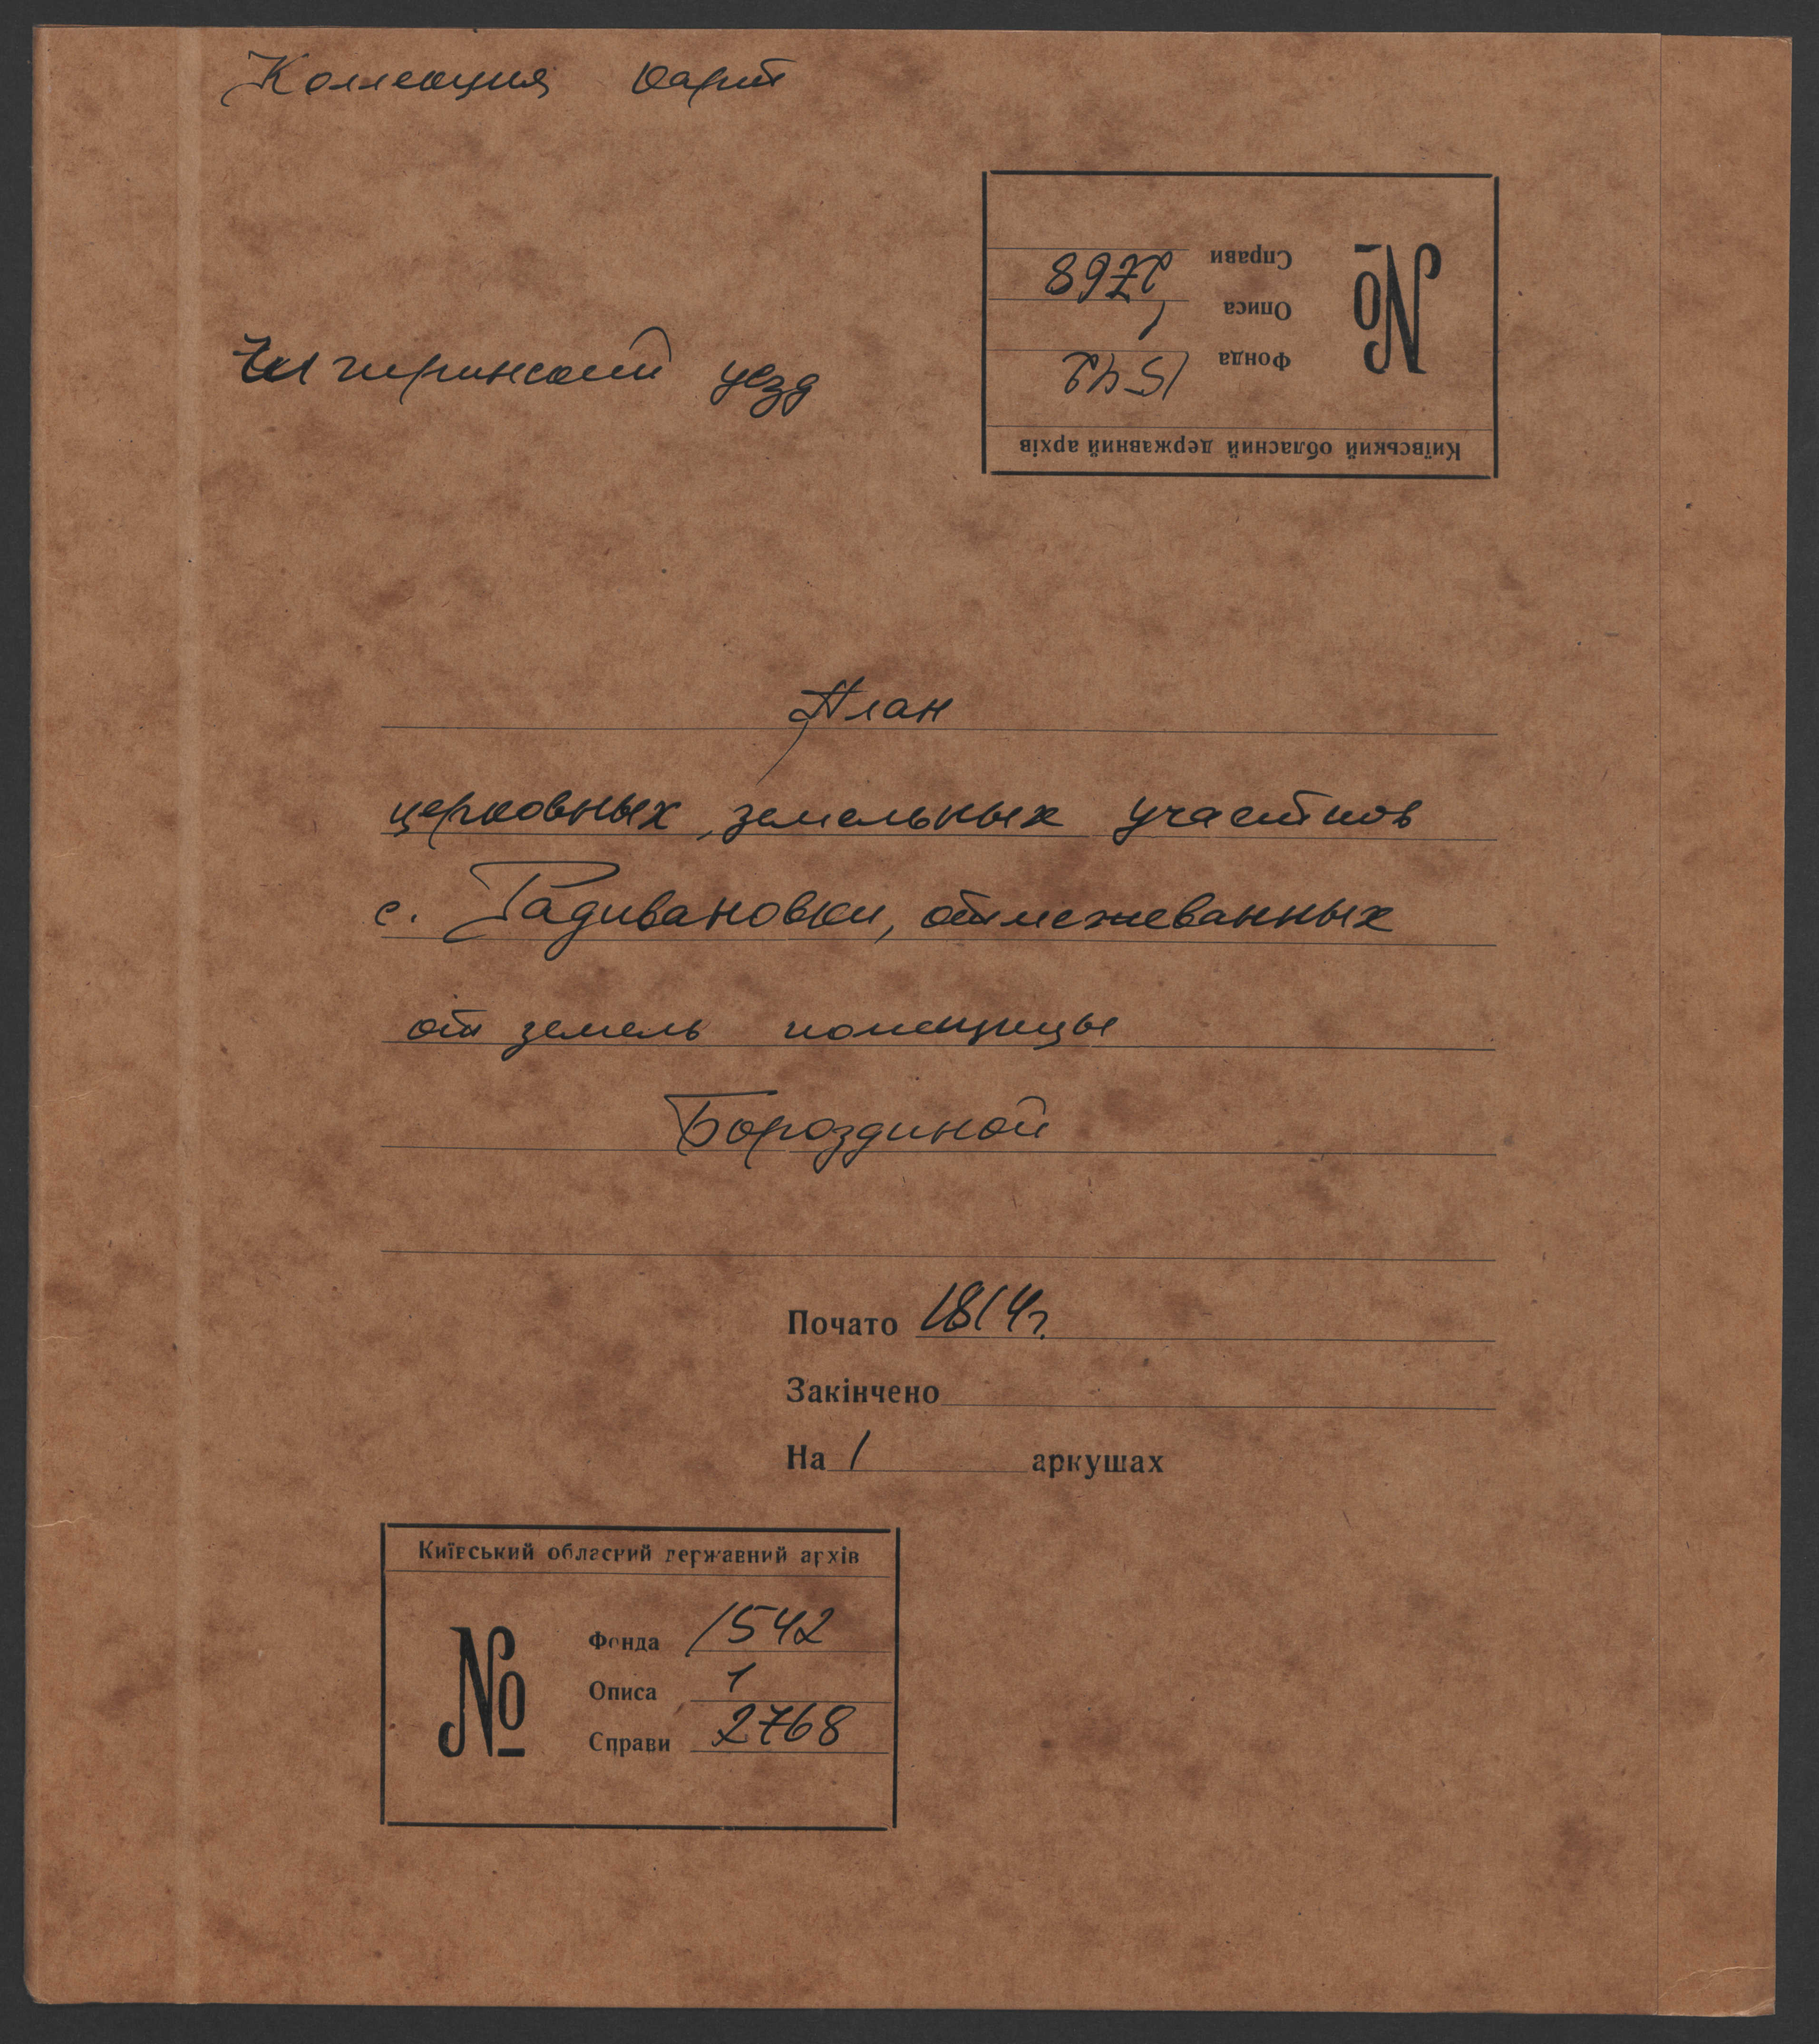 Коллекция карт
Справи 2768
Описа 1
Фонда 1542
№
Київський обласний державний архів
Чигиринский уезд
План
церковных земельных участков
с. Радивановки, отмежеванных
от земель помещицы
Бороздиной
Почато 1814г.
Закінчено
На 1 аркушах
Київський обласний державний архів
№
Фонда 1542
Описа 1
Справи 2768